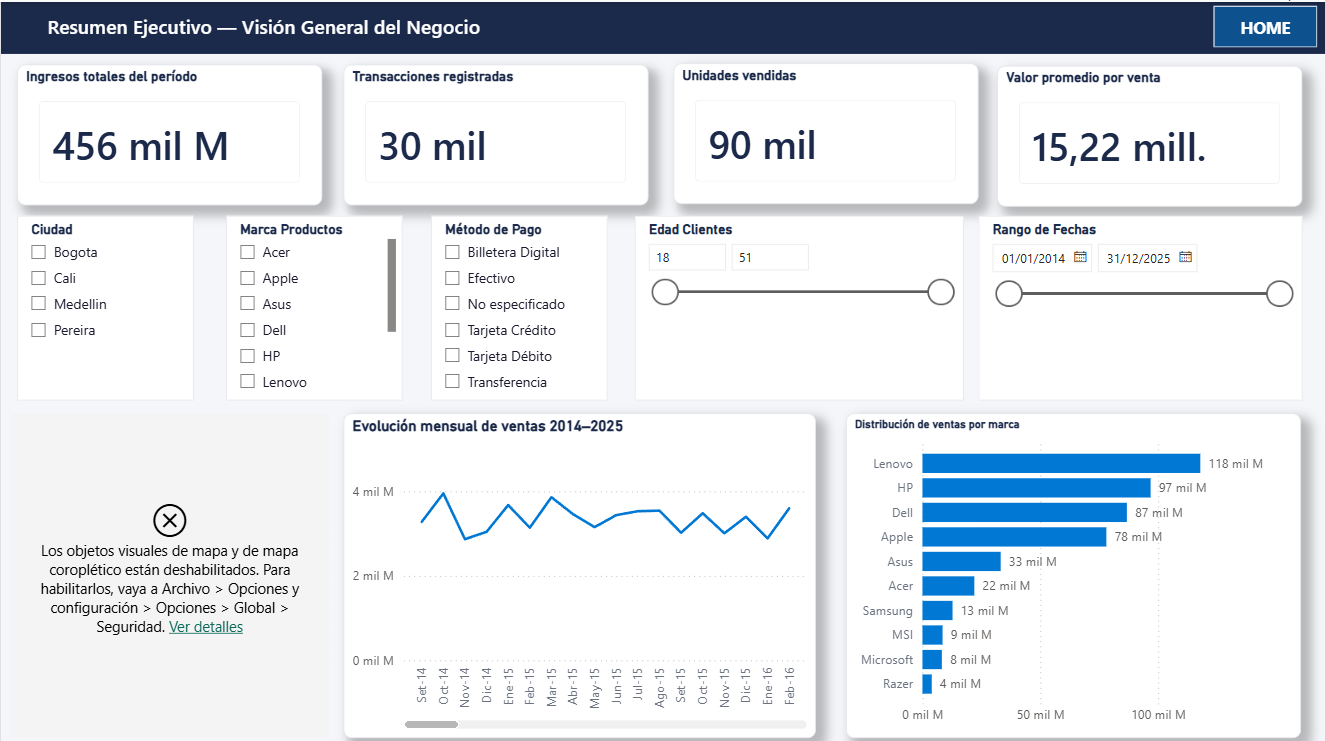 Resumen Ejecutivo — Visión General del Negocio
HOME
Ingresos totales del período
456 mil M
Transacciones registradas
30 mil
Unidades vendidas
90 mil
Valor promedio por venta
15,22 mill.
Ciudad
Bogota
Cali
Medellin
Pereira
Marca Productos
Acer
Apple
Asus
Dell
HP
Lenovo
Método de Pago
Billetera Digital
Efectivo
No especificado
Tarjeta Crédito
Tarjeta Débito
Transferencia
Edad Clientes
18
51
Rango de Fechas
01/01/2014
31/12/2025
Los objetos visuales de mapa y de mapa
coroplético están deshabilitados. Para
habilitarlos, vaya a Archivo > Opciones y
configuración > Opciones > Global >
Seguridad. Ver detalles
Evolución mensual de ventas 2014–2025
4 mil M
2 mil M
0 mil M
Set-14
Oct-14
Nov-14
Dic-14
Ene-15
Feb-15
Mar-15
Abr-15
May-15
Jun-15
Jul-15
Ago-15
Set-15
Oct-15
Nov-15
Dic-15
Ene-16
Feb-16
Distribución de ventas por marca
Lenovo 118 mil M
HP 97 mil M
Dell 87 mil M
Apple 78 mil M
Asus 33 mil M
Acer 22 mil M
Samsung 13 mil M
MSI 9 mil M
Microsoft 8 mil M
Razer 4 mil M
0 mil M
50 mil M
100 mil M